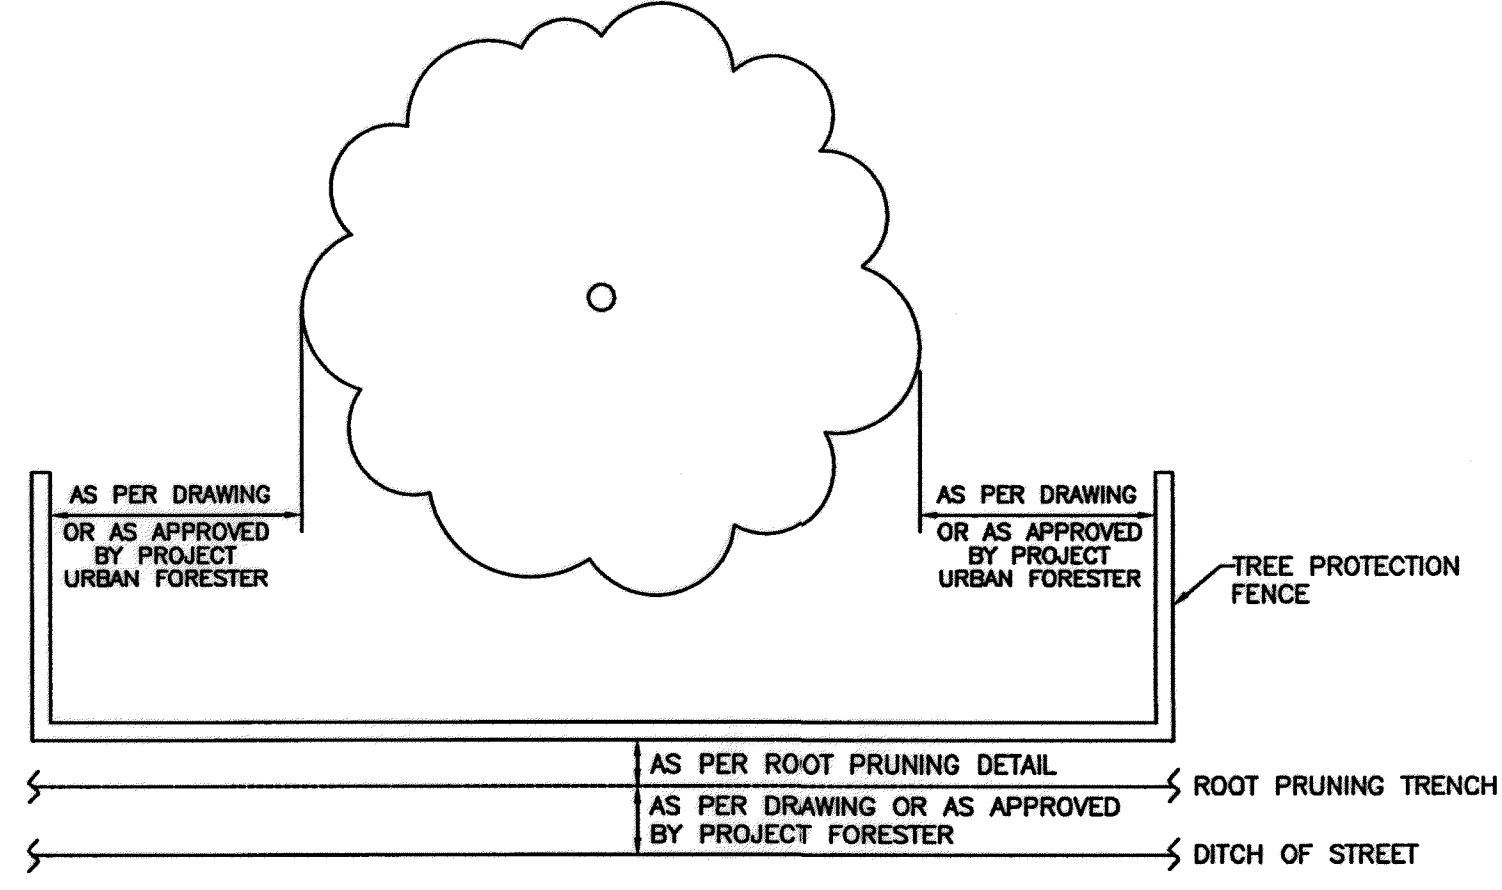 AS PER DRAWING
OR AS APPROVED
BY PROJECT
URBAN FORESTER
AS PER DRAWING
OR AS APPROVED
BY PROJECT
URBAN FORESTER
TREE PROTECTION
FENCE
AS PER ROOT PRUNING DETAIL
ROOT PRUNING TRENCH
AS PER DRAWING OR AS APPROVED
BY PROJECT FORESTER
DITCH OF STREET